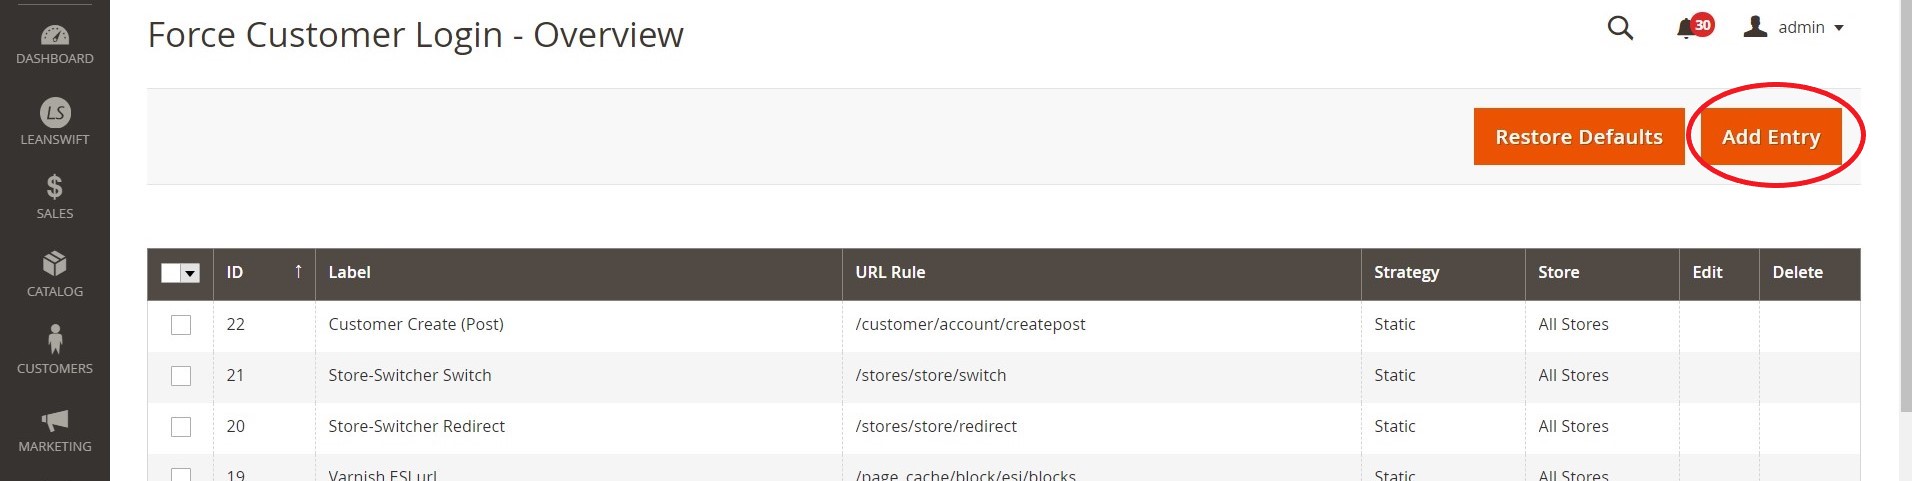 Force Customer Login - Overview
30
admin
DASHBOARD
LS
LEANSWIFT
SALES
CATALOG
CUSTOMERS
MARKETING
Restore Defaults Add Entry
ID ↑ Label URL Rule Strategy Store Edit Delete
22 Customer Create (Post) /customer/account/createpost Static All Stores
21 Store-Switcher Switch /stores/store/switch Static All Stores
20 Store-Switcher Redirect /stores/store/redirect Static All Stores
19 Varnish ESI url /page_cache/block/esi/blocks Static All Stores